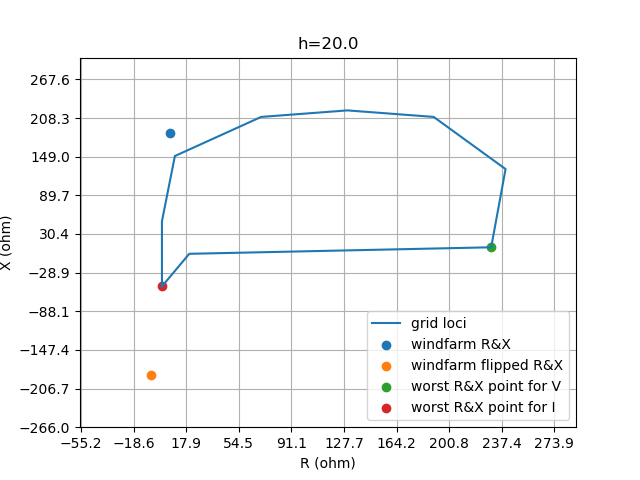 h=20.0
X (ohm)
267.6
208.3
149.0
89.7
30.4
−28.9
−88.1
−147.4
−206.7
−266.0
grid loci
windfarm R&X
windfarm flipped R&X
worst R&X point for V
worst R&X point for I
−55.2 −18.6 17.9 54.5 91.1 127.7 164.2 200.8 237.4 273.9
R (ohm)